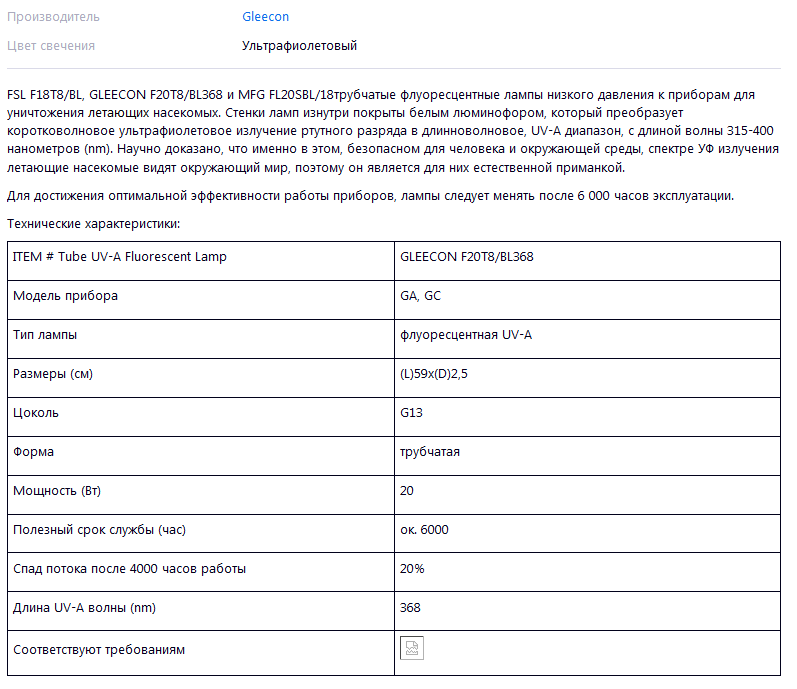 Производитель Gleecon
Цвет свечения Ультрафиолетовый
FSL F18T8/BL, GLEECON F20T8/BL368 и MFG FL20SBL/18трубчатые флуоресцентные лампы низкого давления к приборам для
уничтожения летающих насекомых. Стенки ламп изнутри покрыты белым люминофором, который преобразует
коротковолновое ультрафиолетовое излучение ртутного разряда в длинноволновое, UV-A диапазон, с длиной волны 315-400
нанометров (nm). Научно доказано, что именно в этом, безопасном для человека и окружающей среды, спектре УФ излучения
летающие насекомые видят окружающий мир, поэтому он является для них естественной приманкой.
Для достижения оптимальной эффективности работы приборов, лампы следует менять после 6 000 часов эксплуатации.
Технические характеристики:
ITEM # Tube UV-A Fluorescent Lamp GLEECON F20T8/BL368
Модель прибора GA, GC
Тип лампы флуоресцентная UV-A
Размеры (см) (L)59x(D)2,5
Цоколь G13
Форма трубчатая
Мощность (Вт) 20
Полезный срок службы (час) ок. 6000
Спад потока после 4000 часов работы 20%
Длина UV-A волны (nm) 368
Соответствуют требованиям